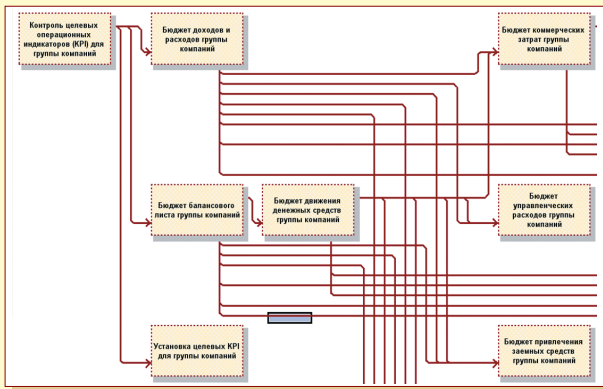 Контроль целевых
операционных
индикаторов (KPI) для
группы компаний
Бюджет доходов и
расходов группы
компаний
Бюджет коммерческих
затрат группы
компаний
Бюджет балансового
листа группы компаний
Бюджет движения
денежных средств
группы компаний
Бюджет
управленческих
расходов группы
компаний
Установка целевых KPI
для группы компаний
Бюджет привлечения
заемных средств
группы компаний